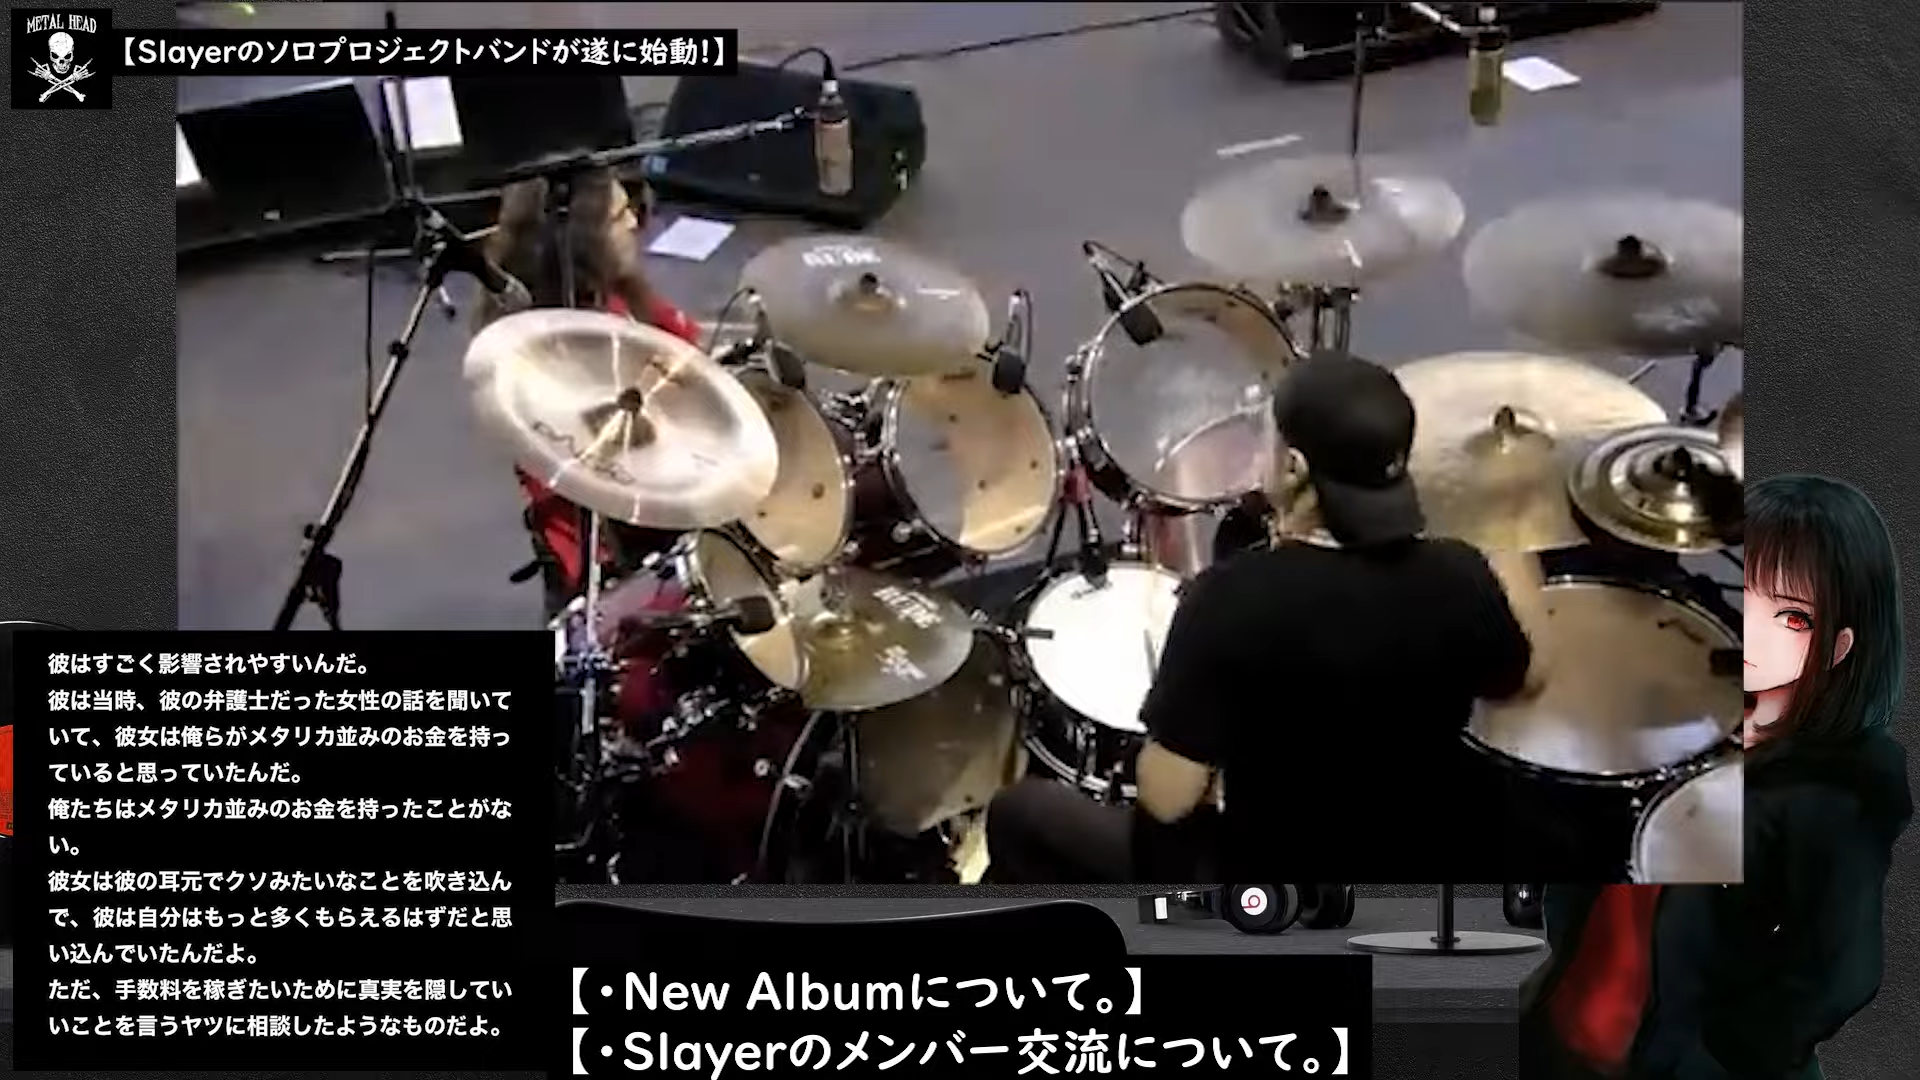 METAL HEAD
【Slayerのソロプロジェクトバンドが遂に始動!】
RUDE
RUDE
彼はすごく影響されやすいんだ。
彼は当時、彼の弁護士だった女性の話を聞いて
いて、彼女は俺らがメタリカ並みのお金を持っ
ていると思っていたんだ。
俺たちはメタリカ並みのお金を持ったことがな
い。
彼女は彼の耳元でクソみたいなことを吹き込ん
で、彼は自分はもっと多くもらえるはずだと思
い込んでいたんだよ。
ただ、手数料を稼ぎたいために真実を隠してい
いことを言うヤツに相談したようなものだよ。
【・New Albumについて。】
【・Slayerのメンバー交流について。】